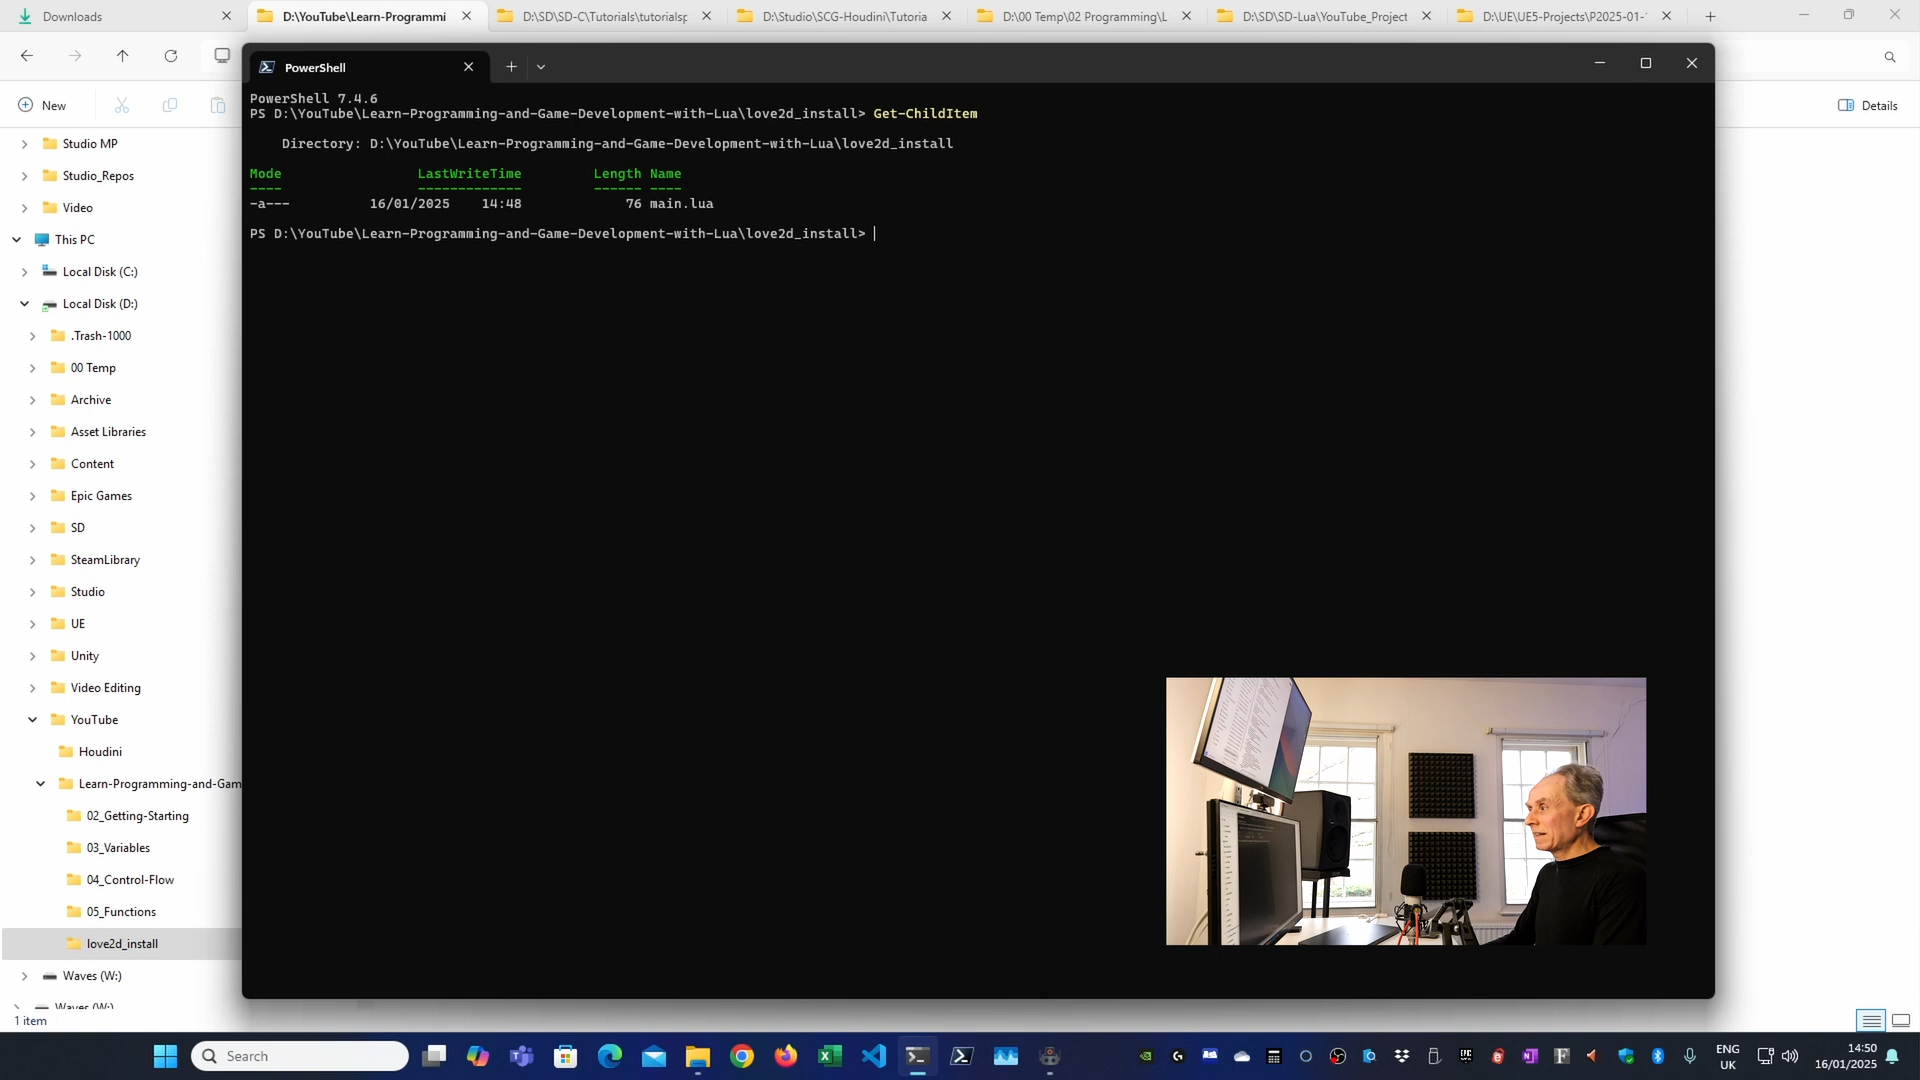 Downloads
D:\YouTube\Learn-Programmi
D:\SD\SD-C\Tutorials\tutorialsp
D:\Studio\SCG-Houdini\Tutoria
D:\00 Temp\02 Programming\L
D:\SD\SD-Lua\YouTube_Project
D:\UE\UE5-Projects\P2025-01-
New
Details
PowerShell
PowerShell 7.4.6
PS D:\YouTube\Learn-Programming-and-Game-Development-with-Lua\love2d_install> Get-ChildItem
Directory: D:\YouTube\Learn-Programming-and-Game-Development-with-Lua\love2d_install
Mode LastWriteTime Length Name
---- ------------- ------ ----
-a--- 16/01/2025 14:48 76 main.lua
PS D:\YouTube\Learn-Programming-and-Game-Development-with-Lua\love2d_install>
Studio MP
Studio_Repos
Video
This PC
Local Disk (C:)
Local Disk (D:)
.Trash-1000
00 Temp
Archive
Asset Libraries
Content
Epic Games
SD
SteamLibrary
Studio
UE
Unity
Video Editing
YouTube
Houdini
Learn-Programming-and-Gam
02_Getting-Starting
03_Variables
04_Control-Flow
05_Functions
love2d_install
Waves (W:)
Waves (W:)
1 item
Search
ENG
UK
14:50
16/01/2025